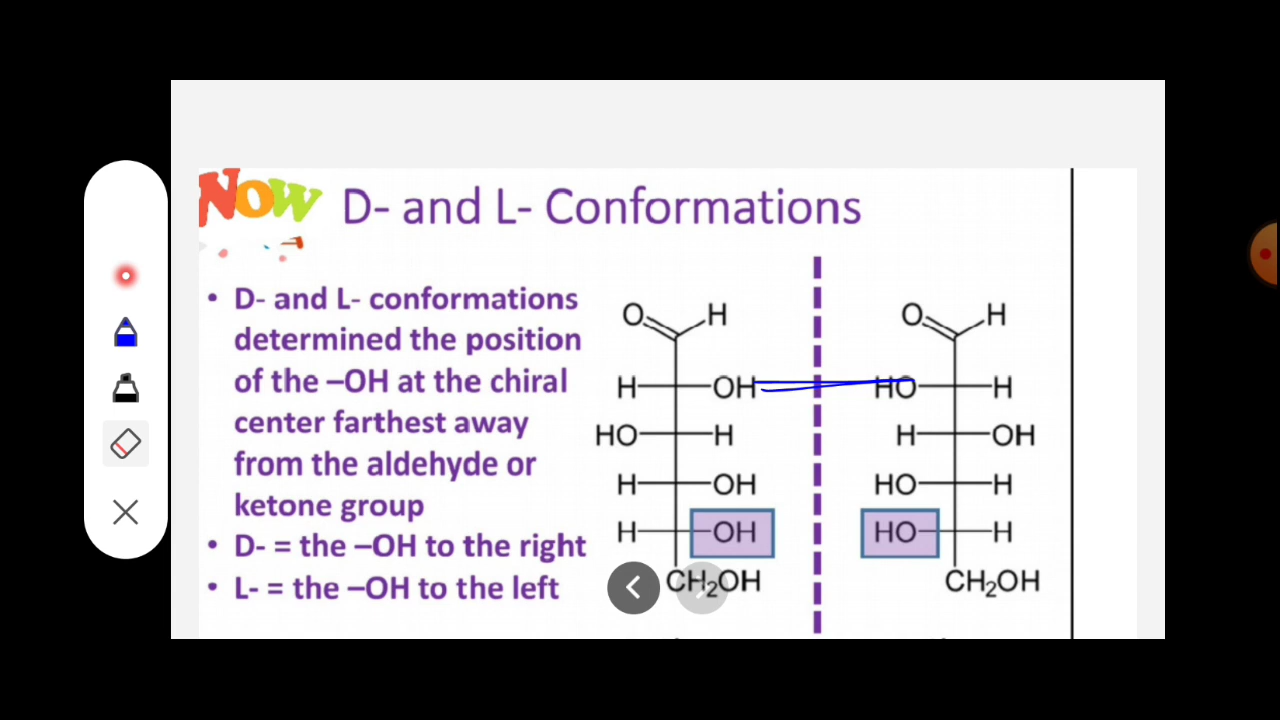 NOW D- and L- Conformations
• D- and L- conformations
determined the position
of the –OH at the chiral
center farthest away
from the aldehyde or
ketone group
• D- = the –OH to the right
• L- = the –OH to the left
O H
H OH
HO H
H OH
H OH
CH₂OH
O H
HO H
H OH
HO H
HO H
CH₂OH